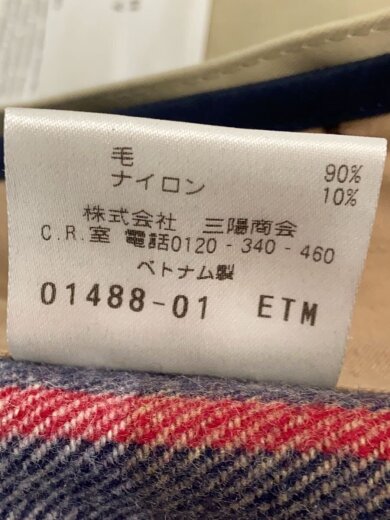 毛 90%
ナイロン 10%
株式会社 三陽商会
C.R.室 電話0120-340-460
ベトナム製
01488-01 ETM